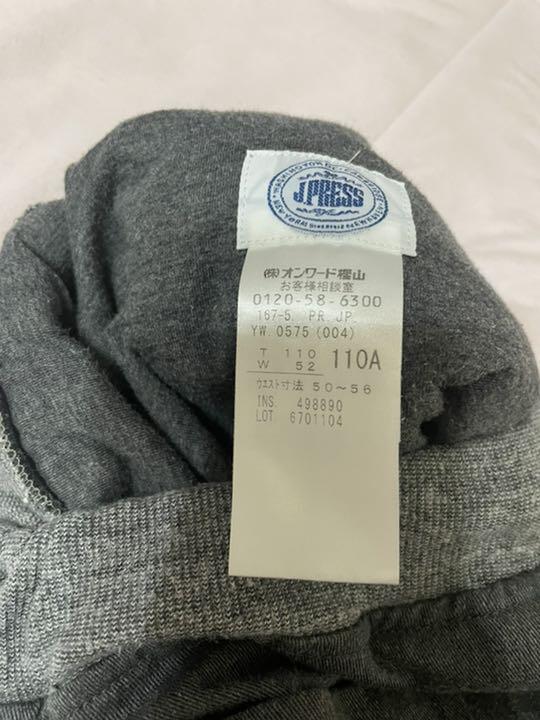 J.PRESS
㈱オンワード樫山
お客様相談室
0120-58-6300
167-5. PR. JP.
YW. 0575 (004)
T 110
W 52
110A
ウエスト寸法 50～56
INS. 498890
LOT. 6701104